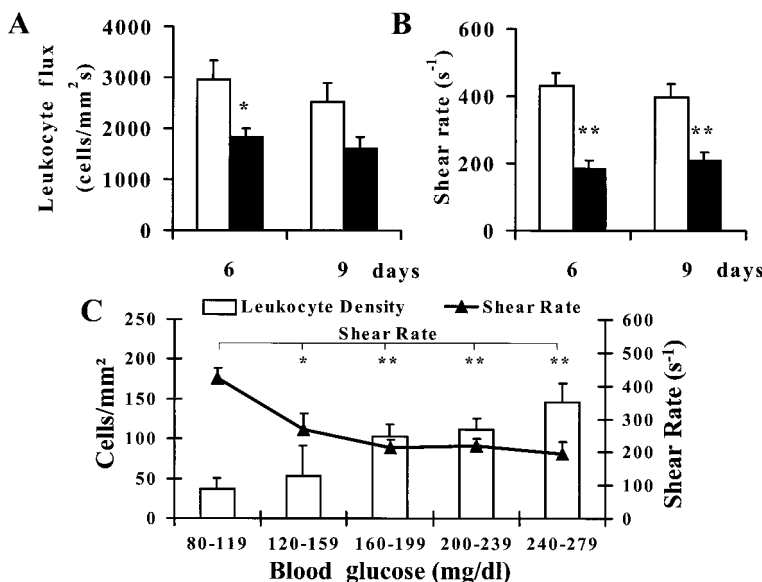 A
Leukocyte flux
(cells/mm²s)
4000
3000
2000
1000
0
*
6 9 days
B
Shear rate (s⁻¹)
600
400
200
0
** **
6 9 days
C
Leukocyte Density Shear Rate
Shear Rate
* ** ** **
Cells/mm²
250
200
150
100
50
0
600
500
400
300
200
100
0
Shear Rate (s⁻¹)
80-119 120-159 160-199 200-239 240-279
Blood glucose (mg/dl)